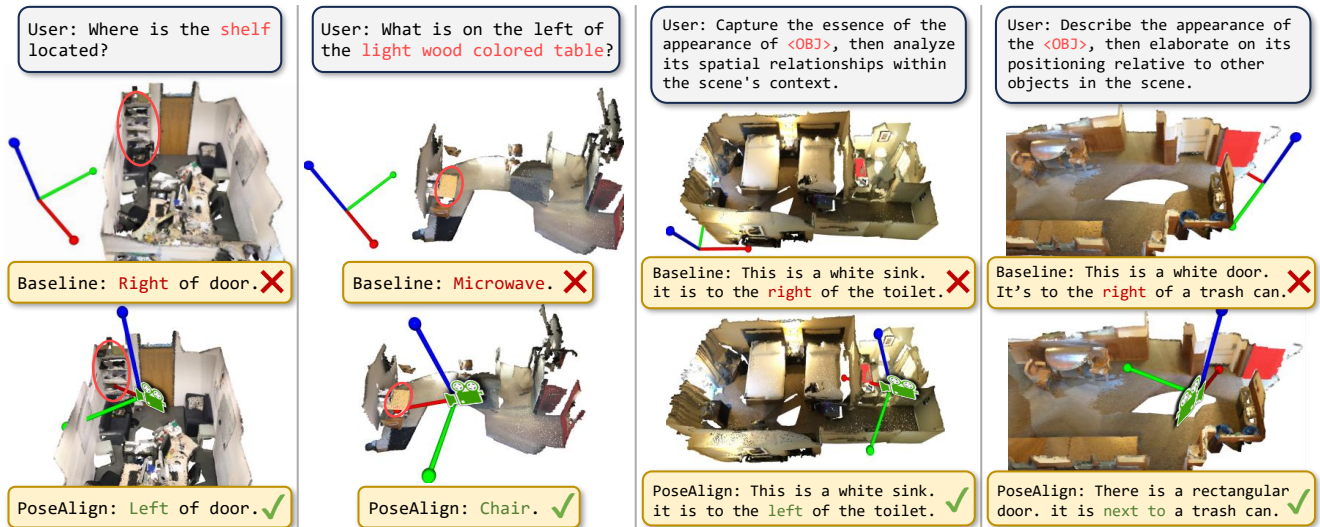 User: Where is the shelf
located?
User: What is on the left of
the light wood colored table?
User: Capture the essence of the
appearance of <OBJ>, then analyze
its spatial relationships within
the scene's context.
User: Describe the appearance of
the <OBJ>, then elaborate on its
positioning relative to other
objects in the scene.
Baseline: Right of door.
Baseline: Microwave.
Baseline: This is a white sink.
it is to the right of the toilet.
Baseline: This is a white door.
It's to the right of a trash can.
PoseAlign: Left of door.
PoseAlign: Chair.
PoseAlign: This is a white sink.
it is to the left of the toilet.
PoseAlign: There is a rectangular
door. it is next to a trash can.